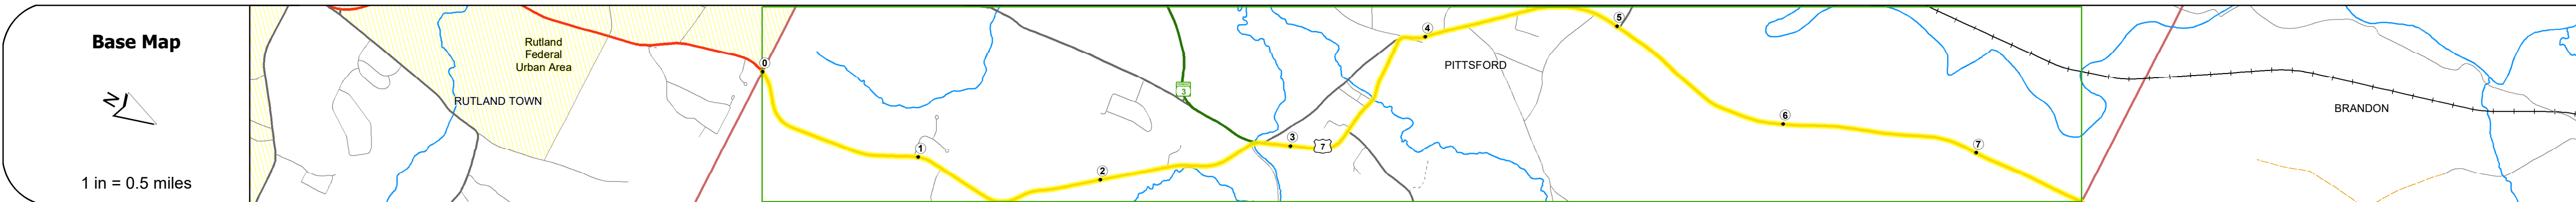 Base Map
N
1 in = 0.5 miles
Rutland
Federal
Urban Area
RUTLAND TOWN
0
1
2
3
3
7
4
PITTSFORD
5
6
7
BRANDON